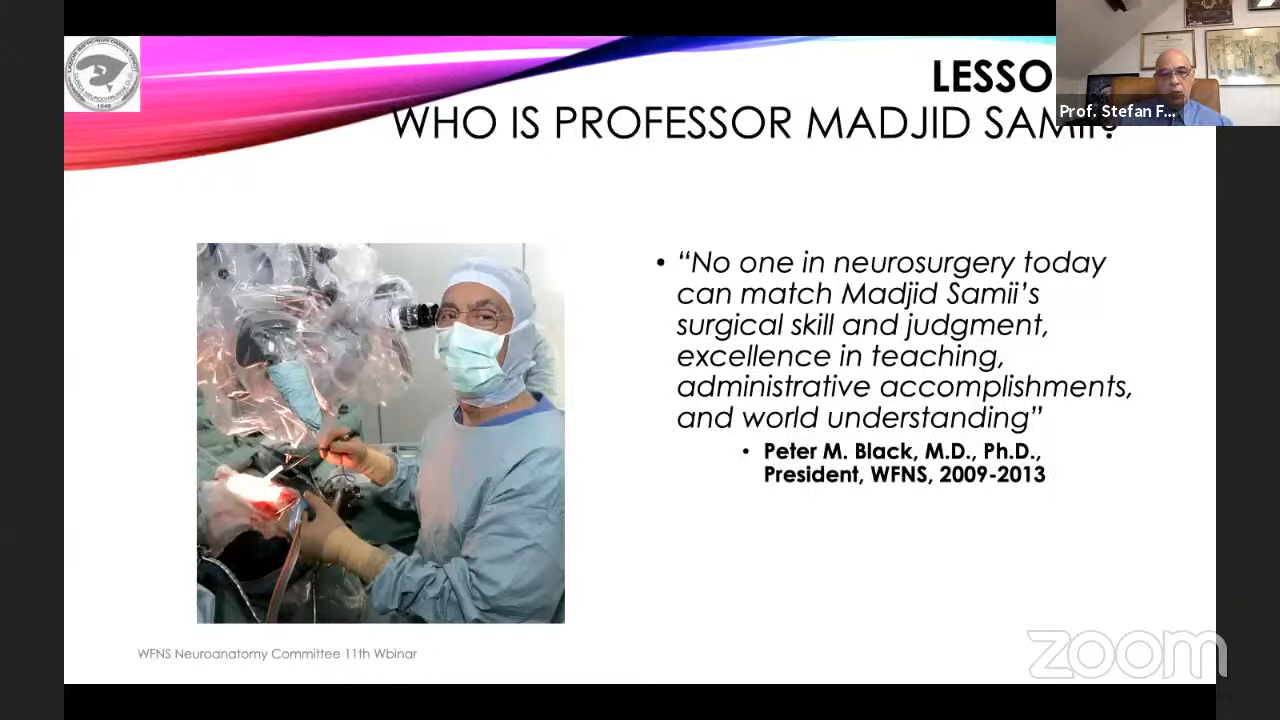 LESSO
WHO IS PROFESSOR MADJID SAMII?
Prof. Stefan F...
• “No one in neurosurgery today
can match Madjid Samii’s
surgical skill and judgment,
excellence in teaching,
administrative accomplishments,
and world understanding”
• Peter M. Black, M.D., Ph.D.,
President, WFNS, 2009-2013
WFNS Neuroanatomy Committee 11th Wbinar
zoom
1948